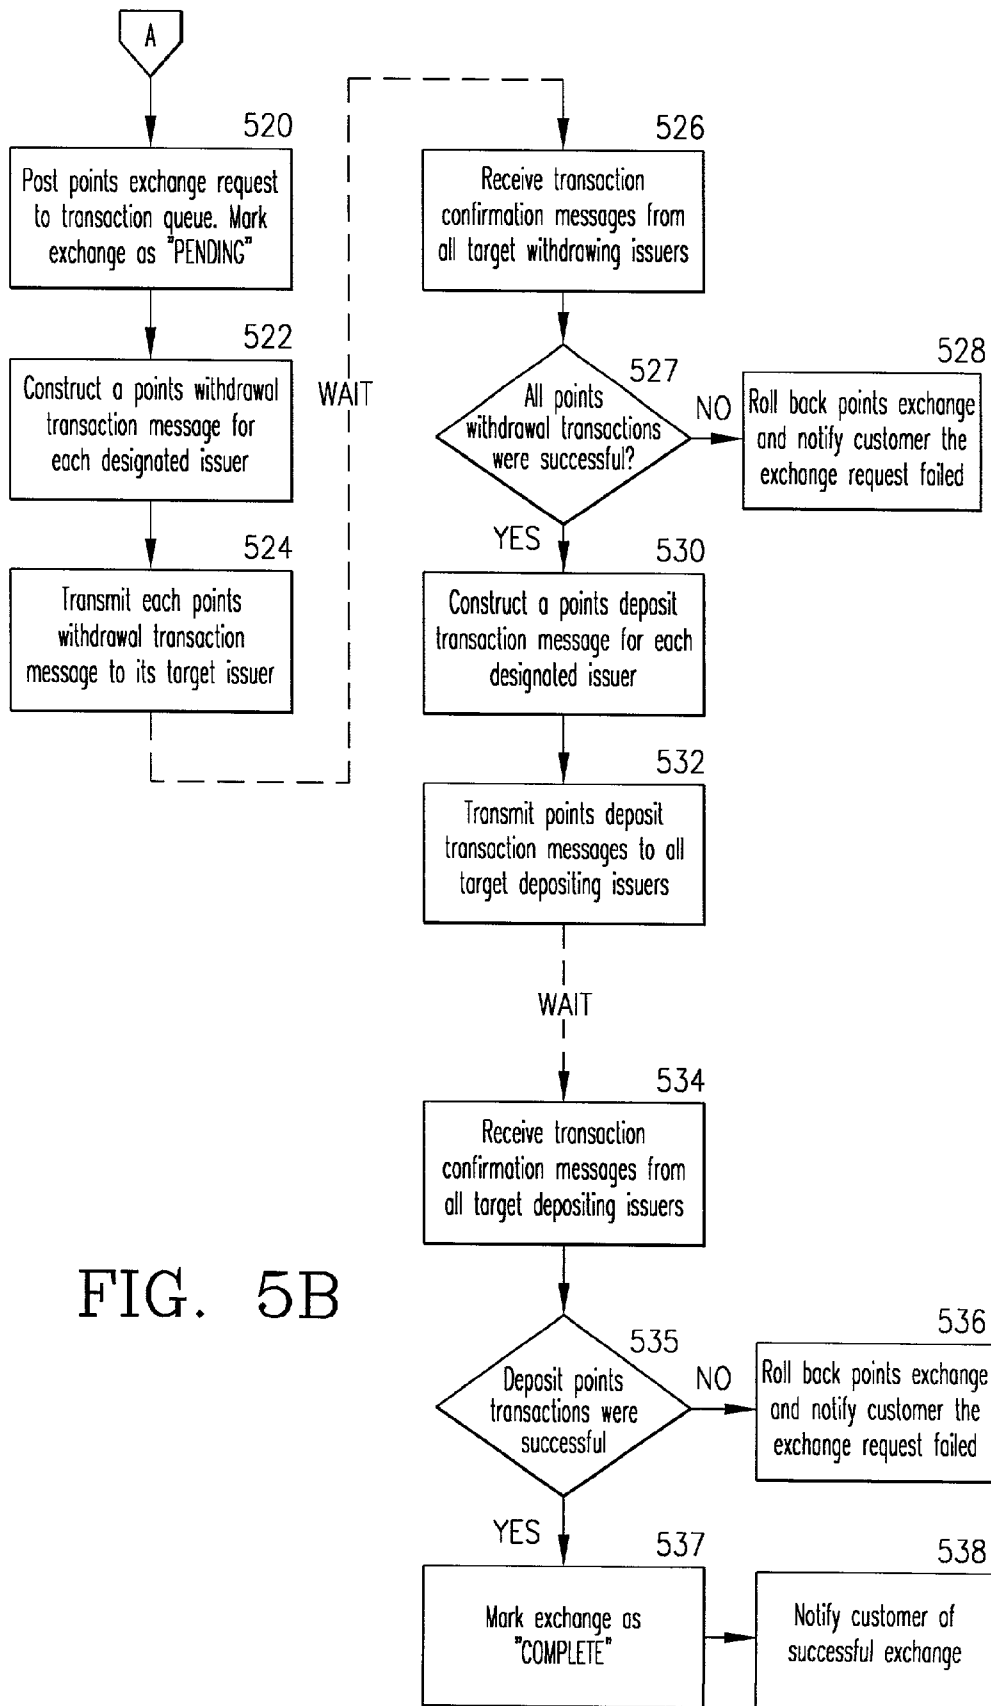 A
520
Post points exchange request
to transaction queue. Mark
exchange as "PENDING"
522
Construct a points withdrawal
transaction message for
each designated issuer
524
Transmit each points
withdrawal transaction
message to its target issuer
WAIT
526
Receive transaction
confirmation messages from
all target withdrawing issuers
527
All points
withdrawal transactions
were successful?
NO
528
Roll back points exchange
and notify customer the
exchange request failed
YES
530
Construct a points deposit
transaction message for each
designated issuer
532
Transmit points deposit
transaction messages to all
target depositing issuers
WAIT
534
Receive transaction
confirmation messages from
all target depositing issuers
FIG. 5B
535
Deposit points
transactions were
successful
NO
536
Roll back points exchange
and notify customer the
exchange request failed
YES
537
Mark exchange as
"COMPLETE"
538
Notify customer of
successful exchange